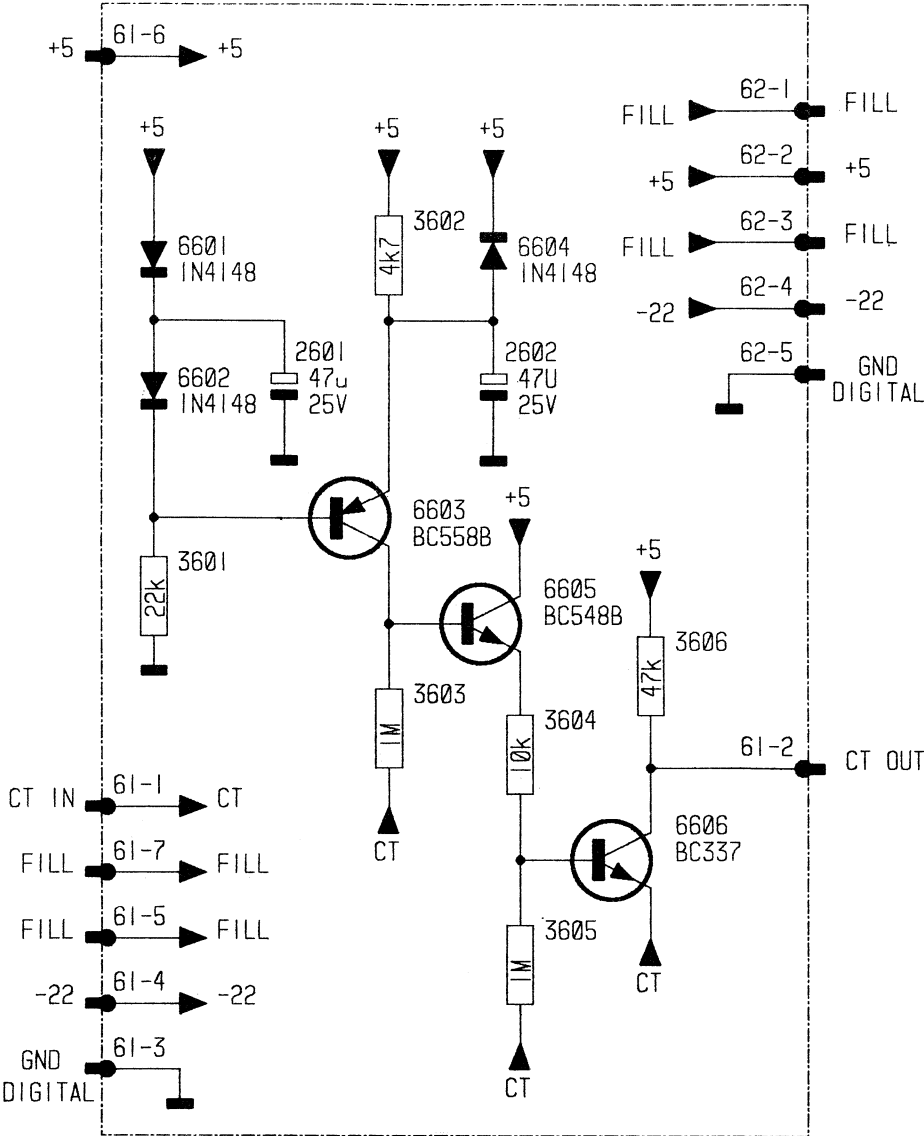 +5
61-6
+5
62-1
FILL
FILL
62-2
+5
+5
62-3
FILL
FILL
62-4
-22
-22
62-5
GND
DIGITAL
+5
+5
+5
6601
1N4148
3602
4k7
6604
1N4148
6602
1N4148
2601
47u
25V
2602
47U
25V
6603
BC558B
+5
3601
22k
6605
BC548B
+5
3606
47k
3603
1M
3604
10k
61-2
CT OUT
CT IN
61-1
CT
CT
6606
BC337
FILL
61-7
FILL
FILL
61-5
FILL
3605
1M
CT
-22
61-4
-22
GND
DIGITAL
61-3
CT